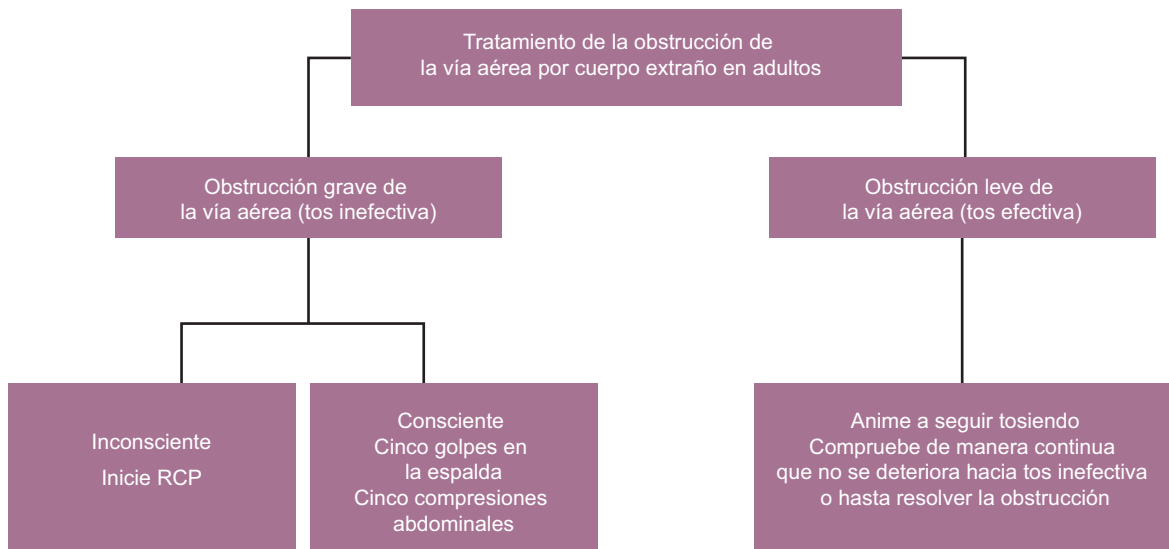 Tratamiento de la obstrucción de
la vía aérea por cuerpo extraño en adultos
Obstrucción grave de
la vía aérea (tos inefectiva)
Obstrucción leve de
la vía aérea (tos efectiva)
Inconsciente
Inicie RCP
Consciente
Cinco golpes en
la espalda
Cinco compresiones
abdominales
Anime a seguir tosiendo
Compruebe de manera continua
que no se deteriora hacia tos inefectiva
o hasta resolver la obstrucción